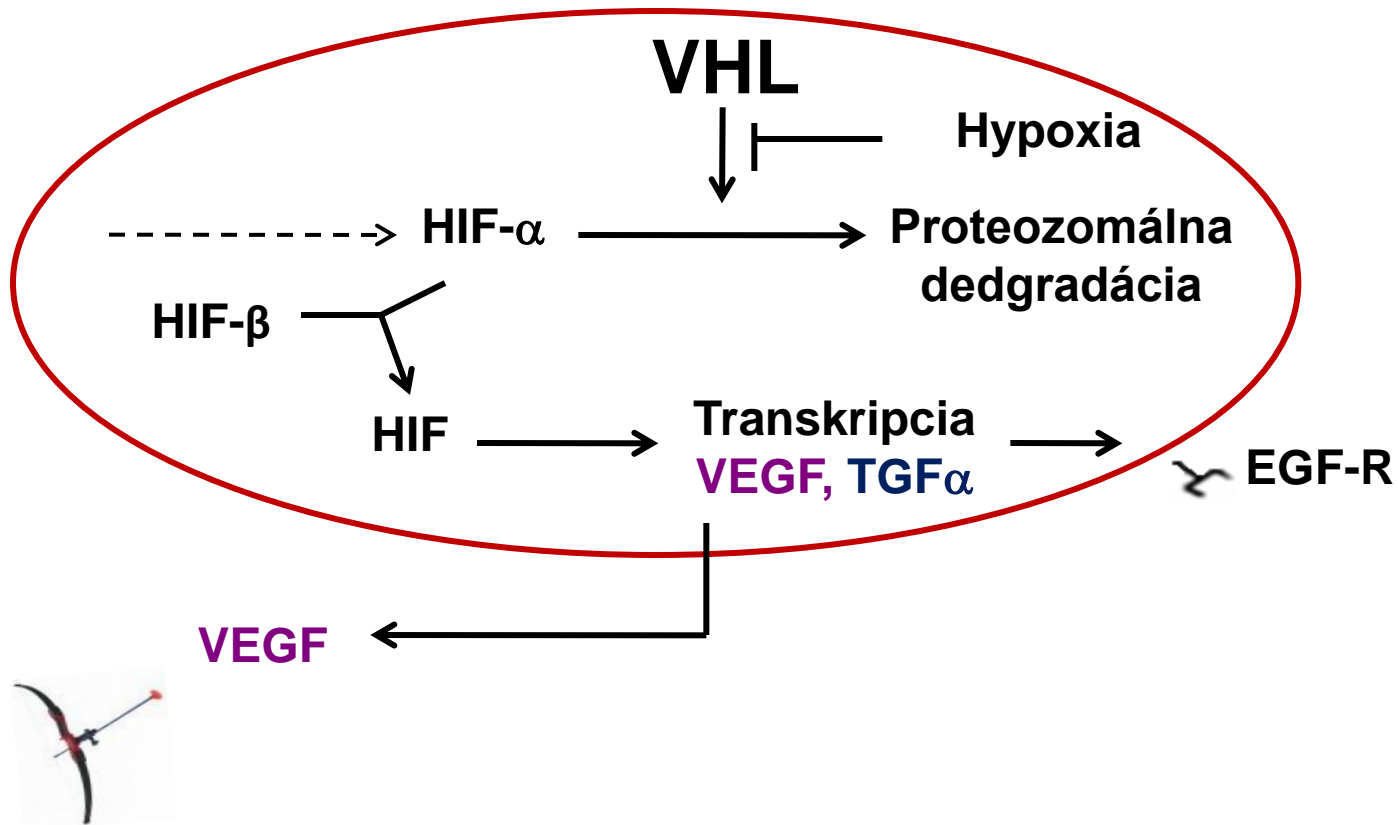 VHL
Hypoxia
HIF-α
Proteozomálna
dedgradácia
HIF-β
HIF
Transkripcia
VEGF, TGFα
EGF-R
VEGF